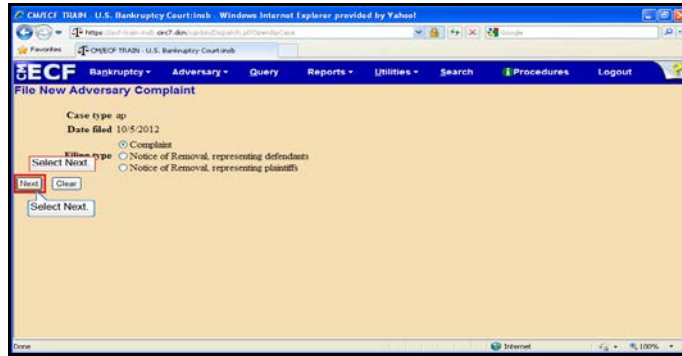 CM/ECF TRAIN - U.S. Bankruptcy Court:insb - Windows Internet Explorer provided by Yahoo!
Google
Favorites
CM/ECF TRAIN - U.S. Bankruptcy Court:insb
ECF
Bankruptcy
Adversary
Query
Reports
Utilities
Search
Procedures
Logout
File New Adversary Complaint
Case type ap
Date filed 10/5/2012
Filing type
Complaint
Notice of Removal, representing defendants
Notice of Removal, representing plaintiffs
Select Next.
Next
Clear
Select Next.
Done
Internet
100%